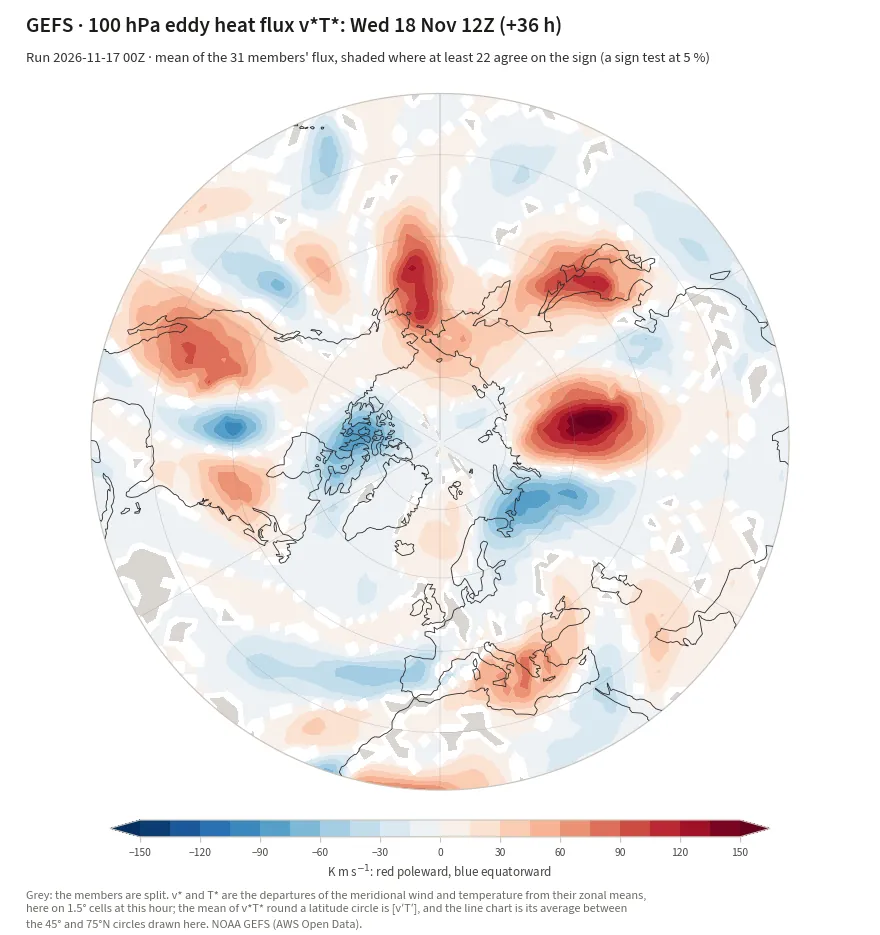 GEFS · 100 hPa eddy heat flux v*T*: Wed 18 Nov 12Z (+36 h)
Run 2026-11-17 00Z · mean of the 31 members' flux, shaded where at least 22 agree on the sign (a sign test at 5 %)
−150 −120 −90 −60 −30 0 30 60 90 120 150
K m s⁻¹: red poleward, blue equatorward
Grey: the members are split. v* and T* are the departures of the meridional wind and temperature from their zonal means,
here on 1.5° cells at this hour; the mean of v*T* round a latitude circle is [v′T′], and the line chart is its average between
the 45° and 75°N circles drawn here. NOAA GEFS (AWS Open Data).